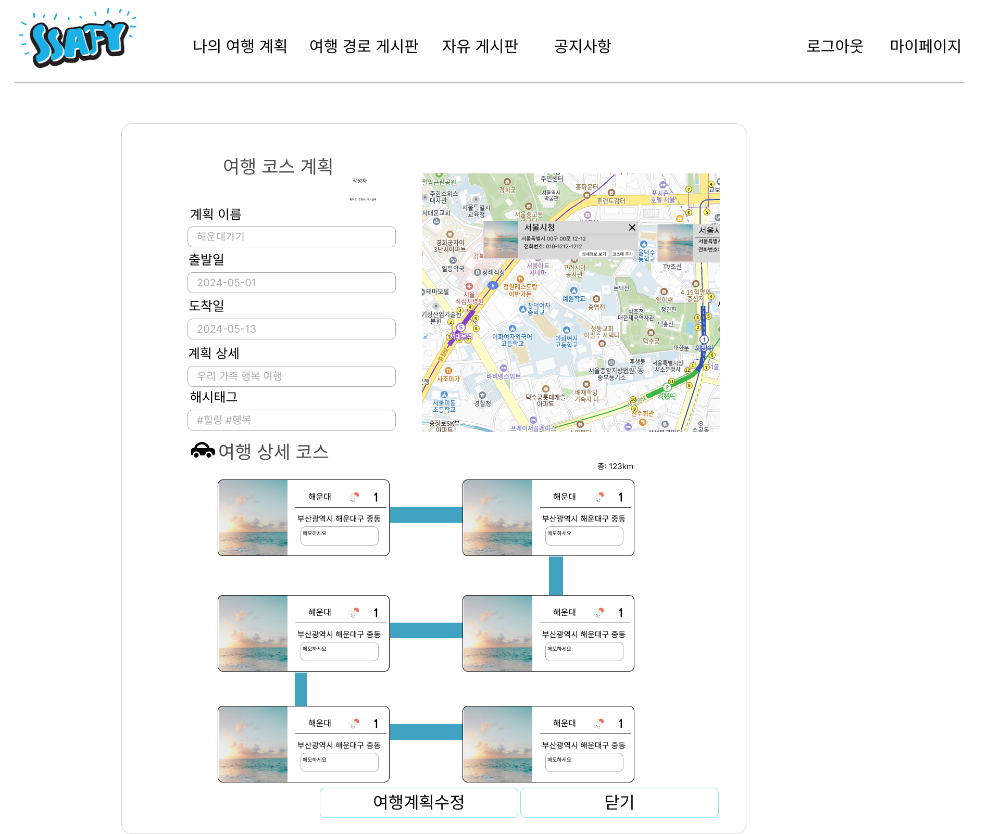 SSAFY
나의 여행 계획
여행 경로 게시판
자유 게시판
공지사항
로그아웃
마이페이지
여행 코스 계획
작성자
좋아요, 조회수, 게시날짜
계획 이름
해운대가기
출발일
2024-05-01
도착일
2024-05-13
계획 상세
우리 가족 행복 여행
해시태그
#힐링 #행복
월암근린공원
경희궁
주민센터
흥화문터
주한스위스
대사관
서울특별시
교육청
서울역사
박물관
훈련도감터
포시즌스
호텔 서울
교보
서대문교회
서울중고등
서울시청
서울특별시 00구 00로 12-12
전화번호: 010-1212-1212
상세정보 보기
코스에 추가
서울시
서울특별시
전화번호:
경희궁자이
3단지아파트
강북
일등약국
장례식장
서울아트
시네마
구러시아
공사관
울덕수
초등학교
TV조선
테마모텔
서울
적십자병원
6
정원레스토랑
어반가든
예원학교
돈덕전
중명전
양이재
4.19혁명의
중심지
정관헌
기상산업기술원
분원
창덕여자
중학교
석조전
대한제국역사관
덕홍전
5
서대문역
이화여자외국어
고등학교
이화여자
고등학교
정동교회
이필주 사택터
덕수궁
대한문
1
시청역
충정로
바비엥스위트
후생동
서울중앙지방법원
중부등기소
서울특별시청
서소문청사
더플
사조미가
은행
서울미동
초등학교
경찰청
덕수궁롯데캐슬
아파트
배재학당
기숙사 터
2
시청역
서소문로
충정로SK뷰
아파트
프레이저플레이스
진주회관
소공동
여행 상세 코스
총: 123km
해운대 1
부산광역시 해운대구 중동
메모하세요
해운대 1
부산광역시 해운대구 중동
메모하세요
해운대 1
부산광역시 해운대구 중동
메모하세요
해운대 1
부산광역시 해운대구 중동
메모하세요
해운대 1
부산광역시 해운대구 중동
메모하세요
해운대 1
부산광역시 해운대구 중동
메모하세요
여행계획수정
닫기